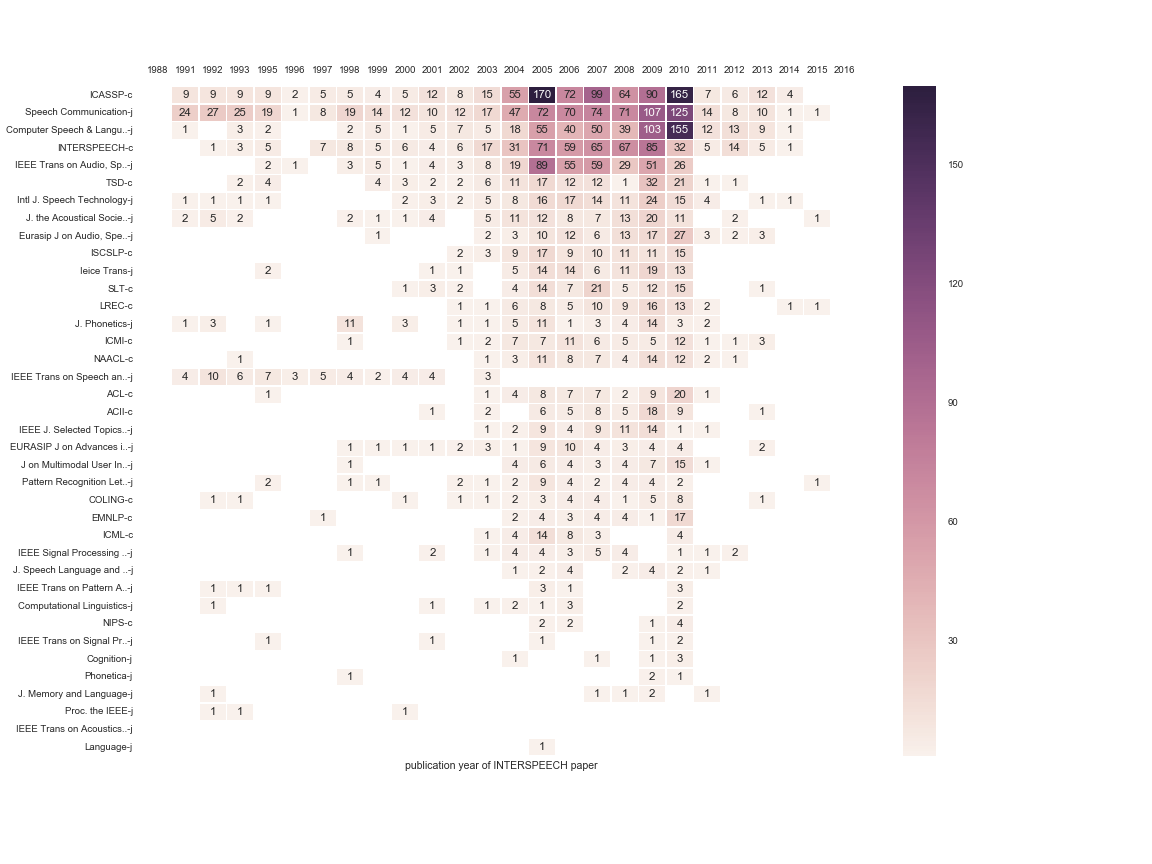 1988 1991 1992 1993 1995 1996 1997 1998 1999 2000 2001 2002 2003 2004 2005 2006 2007 2008 2009 2010 2011 2012 2013 2014 2015 2016
ICASSP-c 9 9 9 9 2 5 5 4 5 12 8 15 55 170 72 99 64 90 165 7 6 12 4
Speech Communication-j 24 27 25 19 1 8 19 14 12 10 12 17 47 72 70 74 71 107 125 14 8 10 1 1
Computer Speech & Langu..-j 1 3 2 2 5 1 5 7 5 18 55 40 50 39 103 155 12 13 9 1
INTERSPEECH-c 1 3 5 7 8 5 6 4 6 17 31 71 59 65 67 85 32 5 14 5 1
IEEE Trans on Audio, Sp..-j 2 1 3 5 1 4 3 8 19 89 55 59 29 51 26
TSD-c 2 4 4 3 2 2 6 11 17 12 12 1 32 21 1 1
Intl J. Speech Technology-j 1 1 1 1 2 3 2 5 8 16 17 14 11 24 15 4 1 1
J. the Acoustical Socie..-j 2 5 2 2 1 1 4 5 11 12 8 7 13 20 11 2 1
Eurasip J on Audio, Spe..-j 1 2 3 10 12 6 8 13 17 27 3 2 3
ISCSLP-c 2 3 9 17 9 10 11 11 15
Ieice Trans-j 2 1 1 5 14 14 6 11 19 13
SLT-c 1 3 2 4 14 7 21 5 12 15 1
LREC-c 1 1 6 8 5 10 9 16 13 2 1 1
J. Phonetics-j 1 3 1 11 3 1 1 5 11 1 3 4 14 3 2
ICMI-c 1 1 2 7 7 11 6 5 5 12 1 1 3
NAACL-c 1 1 3 11 8 7 4 14 12 2 1
IEEE Trans on Speech an..-j 4 10 6 7 3 5 4 2 4 4 3
ACL-c 1 1 4 8 7 7 2 9 20 1
ACII-c 1 2 6 5 8 5 18 9 1
IEEE J. Selected Topics..-j 1 2 9 4 9 11 14 1 1
EURASIP J on Advances i..-j 1 1 1 1 2 3 1 9 10 4 3 4 4 2
J on Multimodal User In..-j 1 4 6 4 3 4 7 15 1
Pattern Recognition Let..-j 2 1 1 2 1 2 9 4 2 4 4 2 1
COLING-c 1 1 1 1 1 2 3 4 4 1 5 8 1
EMNLP-c 1 2 4 3 4 4 1 17
ICML-c 1 4 14 8 3 4
IEEE Signal Processing ..-j 1 2 1 4 4 3 5 4 1 1 2
J. Speech Language and ..-j 1 2 4 2 4 2 1
IEEE Trans on Pattern A..-j 1 1 1 3 1 3
Computational Linguistics-j 1 1 1 2 1 3 2
NIPS-c 2 2 1 4
IEEE Trans on Signal Pr..-j 1 1 1 1 2
Cognition-j 1 1 1 3
Phonetica-j 1 2 1
J. Memory and Language-j 1 1 1 2 1
Proc. the IEEE-j 1 1 1
IEEE Trans on Acoustics..-j
Language-j 1
publication year of INTERSPEECH paper
150
120
90
60
30